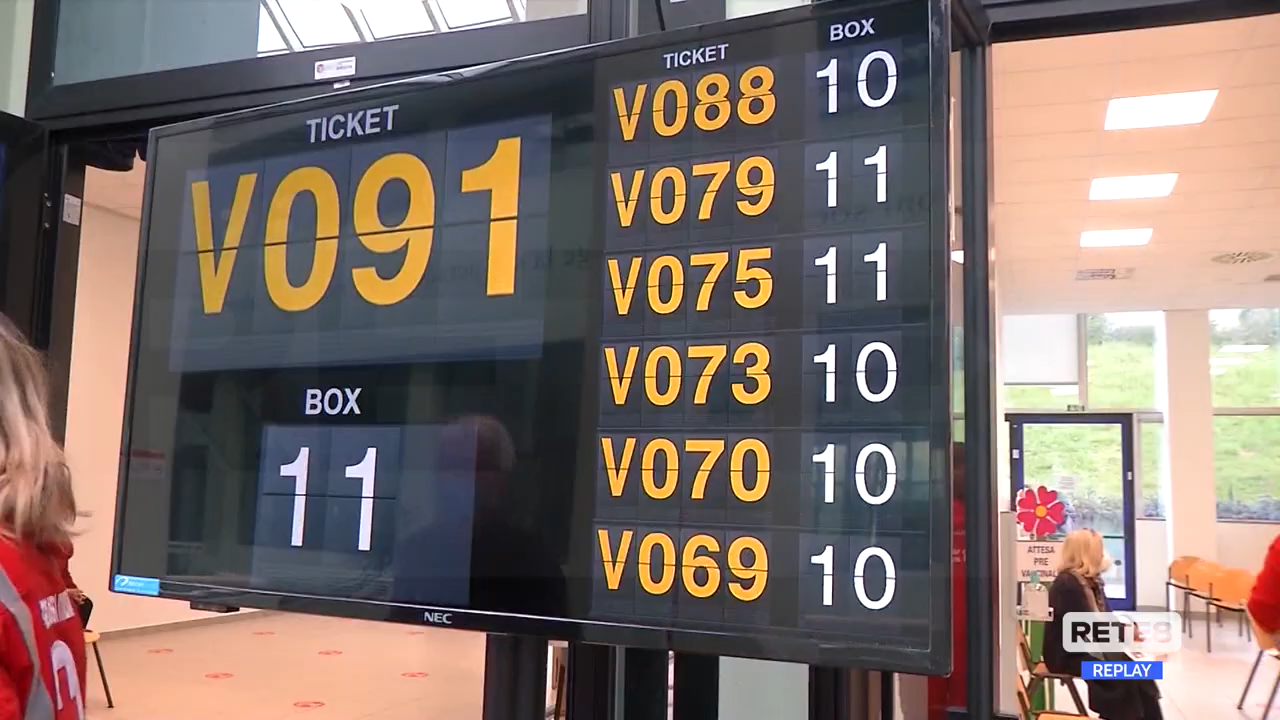 TICKET
V091
BOX
11
TICKET BOX
V088 10
V079 11
V075 11
V073 10
V070 10
V069 10
NEC
ATTESA
PRE
RETE8
REPLAY